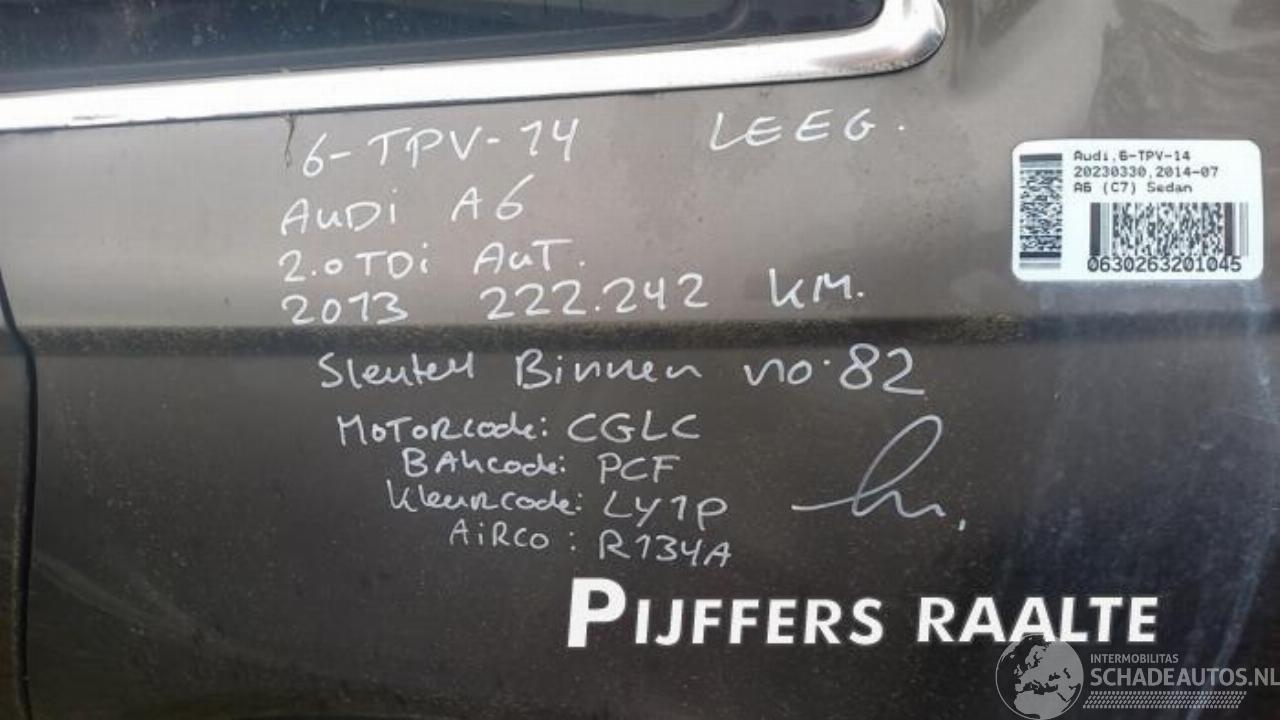 6-TPV-14 LEEG.
AUDi A6
2.0TDi AUT.
2013 222.242 KM.
Sleutel Binnen no.82
MOTORcode: CGLC
BAKcode: PCF
KleuRcode: LY1P
AiRCO: R134A
Audi,6-TPV-14
20230330,2014-07
A6 (C7) Sedan
0630263201045
PIJFFERS RAALTE
INTERMOBILITAS
SCHADEAUTOS.NL